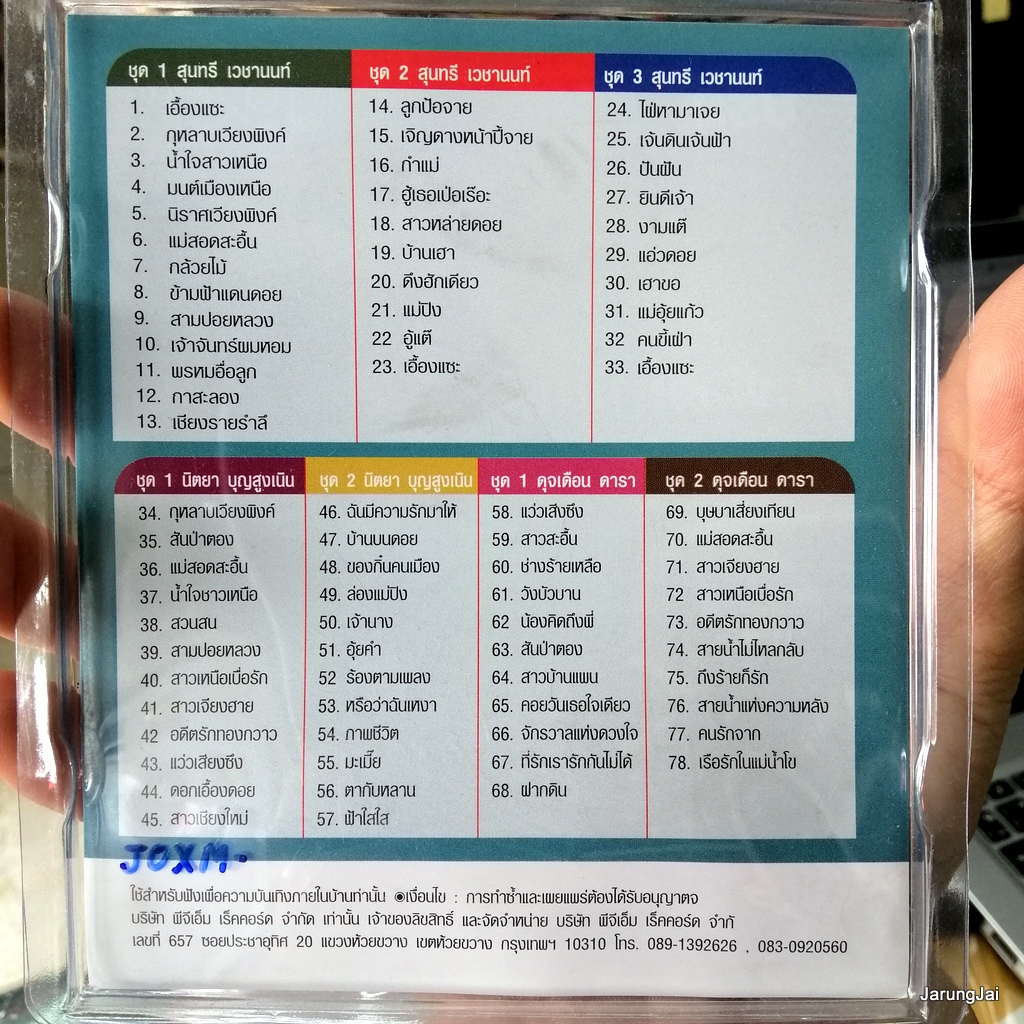 ชุด 1 สุนทรี เวชานนท์
1. เอื้องแซะ
2. กุหลาบเวียงพิงค์
3. น้ำใจสาวเหนือ
4. มนต์เมืองเหนือ
5. นิราศเวียงพิงค์
6. แม่สอดสะอื้น
7. กล้วยไม้
8. ข้ามฟ้าแดนดอย
9. สามปอยหลวง
10. เจ้าจันทร์ผมหอม
11. พรหมอื่อลูก
12. กาสะลอง
13. เชียงรายรำลึ
ชุด 2 สุนทรี เวชานนท์
14. ลูกป้อจาย
15. เจิญดางหน้าปี้จาย
16. กำแม่
17. ฮู้เธอเป่อเรือะ
18. สาวหล่ายดอย
19. บ้านเฮา
20. ดึงฮักเดียว
21. แม่ปิง
22 อู้แต๊
23. เอื้องแซะ
ชุด 3 สุนทรี เวชานนท์
24. ไฝ่หามาเจย
25. เจ้นดินเจ้นฟ้า
26. ปันฝัน
27. ยินดีเจ้า
28. งามแต๊
29. แอ่วดอย
30. เฮาขอ
31. แม่อุ้ยแก้ว
32 คนขี้เฝ่า
33. เอื้องแซะ
ชุด 1 นิตยา บุญสูงเนิน
34. กุหลาบเวียงพิงค์
35. สันป่าตอง
36. แม่สอดสะอื้น
37. น้ำใจชาวเหนือ
38. สวนสน
39. สามปอยหลวง
40. สาวเหนือเบื่อรัก
41. สาวเจียงฮาย
42 อดีตรักทองกวาว
43. แว่วเสียงซึง
44. ดอกเอื้องดอย
45. สาวเชียงใหม่
ชุด 2 นิตยา บุญสูงเนิน
46. ฉันมีความรักมาให้
47. บ้านบนดอย
48. ของกิ๋นคนเมือง
49. ล่องแม่ปิง
50. เจ้านาง
51. อุ้ยคำ
52 ร้องตามเพลง
53. หรือว่าฉันเหงา
54. ภาพชีวิต
55. มะเมี๊ย
56. ตากับหลาน
57. ฟ้าใสใส
ชุด 1 ดุจเดือน ดารา
58. แว่วเสิงซึง
59. สาวสะอื้น
60. ช่างร้ายเหลือ
61. วังบัวบาน
62 น้องคิดถึงพี่
63. สันป่าตอง
64. สาวบ้านแพน
65. คอยวันเธอใจเดียว
66. จักรวาลแห่งดวงใจ
67. ที่รักเรารักกันไม่ได้
68. ฝากดิน
ชุด 2 ดุจเดือน ดารา
69. บุษบาเสี่ยงเทียน
70. แม่สอดสะอื้น
71. สาวเจียงฮาย
72 สาวเหนือเบื่อรัก
73. อดีตรักทองกวาว
74. สายน้ำไม่ไหลกลับ
75. ถึงร้ายก็รัก
76. สายน้ำแห่งความหลัง
77. คนรักจาก
78. เรือรักในแม่น้ำโข
JOXM-
ใช้สำหรับฟังเพื่อความบันเทิงภายในบ้านเท่านั้น ๏เงื่อนไข : การทำซ้ำและเผยแพร่ต้องได้รับอนุญาตจ
บริษัท พีจีเอ็ม เร็คคอร์ด จำกัด เท่านั้น เจ้าของลิขสิทธิ์ และจัดจำหน่าย บริษัท พีจีเอ็ม เร็คคอร์ด จำกั
เลขที่ 657 ซอยประชาอุทิศ 20 แขวงห้วยขวาง เขตห้วยขวาง กรุงเทพฯ 10310 โทร. 089-1392626 , 083-0920560
JarungJai